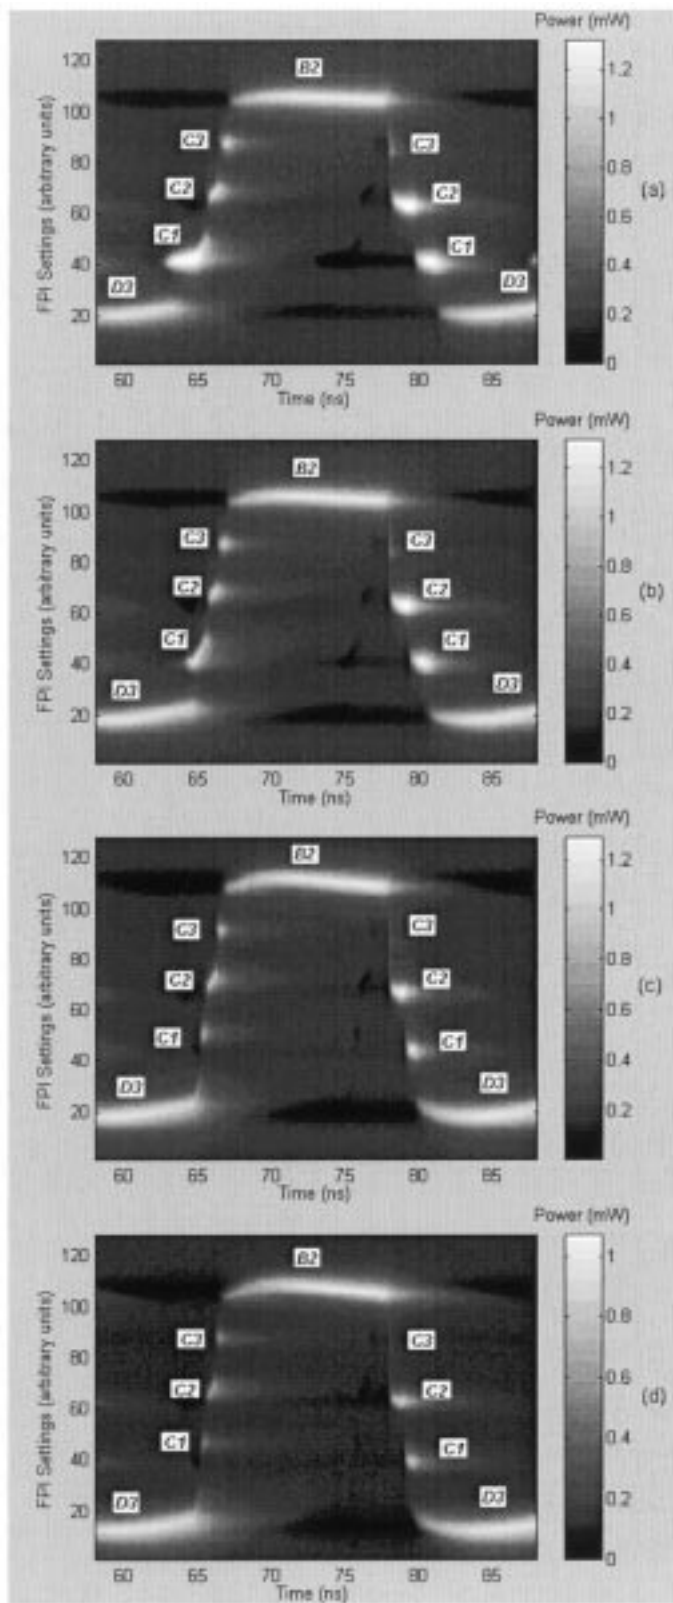 Power (mW)
120
100
80
60
40
20
FPI Settings (arbitrary units)
B2
C3
C2
C1
D3
C3
C2
C1
D3
1.2
1
0.8
0.6
0.4
0.2
0
(a)
60 65 70 75 80 85
Time (ns)
Power (mW)
120
100
80
60
40
20
FPI Settings (arbitrary units)
B2
C3
C2
C1
D3
C3
C2
C1
D3
1.2
1
0.8
0.6
0.4
0.2
0
(b)
60 65 70 75 80 85
Time (ns)
Power (mW)
120
100
80
60
40
20
FPI Settings (arbitrary units)
B2
C3
C2
C1
D3
C3
C2
C1
D3
1.2
1
0.8
0.6
0.4
0.2
(c)
60 65 70 75 80 85
Time (ns)
Power (mW)
120
100
80
60
40
20
FPI Settings (arbitrary units)
B2
C3
C2
C1
D3
C3
C2
C1
D3
1
0.8
0.6
0.4
0.2
0
(d)
60 65 70 75 80 85
Time (ns)